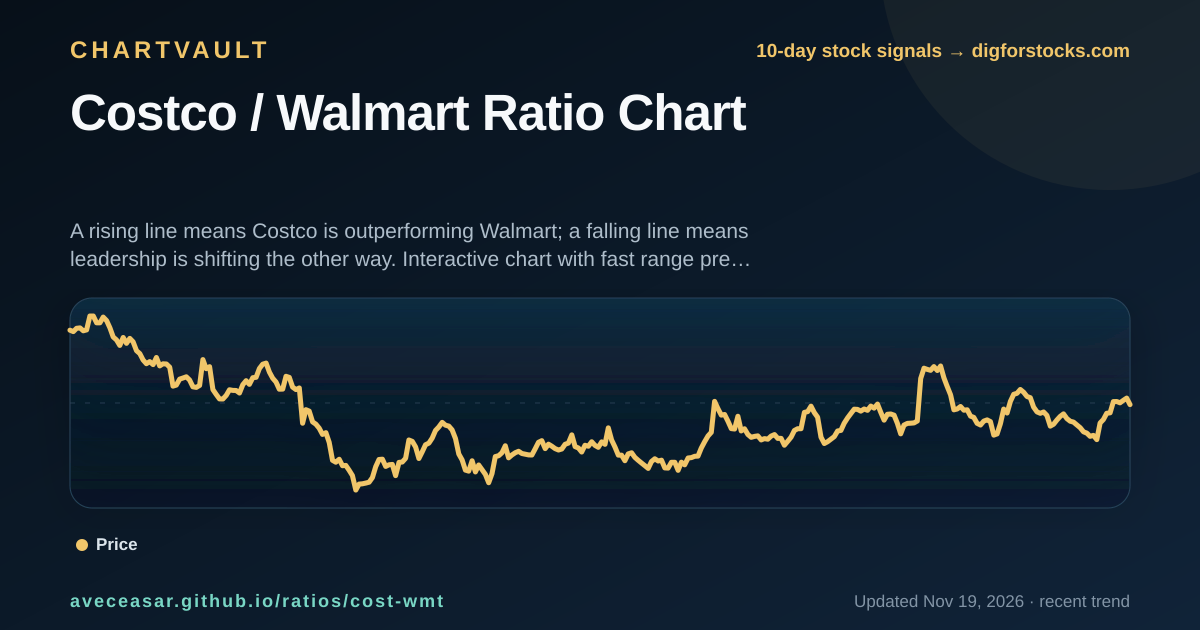 CHARTVAULT
10-day stock signals → digforstocks.com
Costco / Walmart Ratio Chart
A rising line means Costco is outperforming Walmart; a falling line means
leadership is shifting the other way. Interactive chart with fast range pre…
Price
aveceasar.github.io/ratios/cost-wmt
Updated Nov 19, 2026 · recent trend